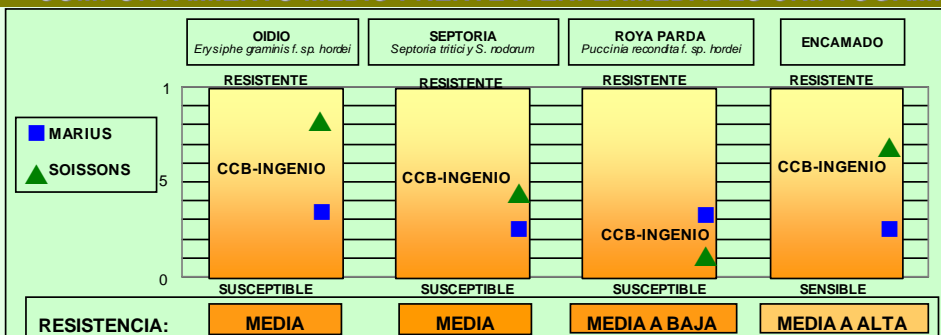 OIDIO
Erysiphe graminis f. sp. hordei
SEPTORIA
Septoria tritici y S. nodorum
ROYA PARDA
Puccinia recondita f. sp. hordei
ENCAMADO
RESISTENTE
RESISTENTE
RESISTENTE
RESISTENTE
1
MARIUS
SOISSONS
5
CCB-INGENIO
CCB-INGENIO
CCB-INGENIO
CCB-INGENIO
0
SUSCEPTIBLE
SUSCEPTIBLE
SUSCEPTIBLE
SENSIBLE
RESISTENCIA:
MEDIA
MEDIA
MEDIA A BAJA
MEDIA A ALTA